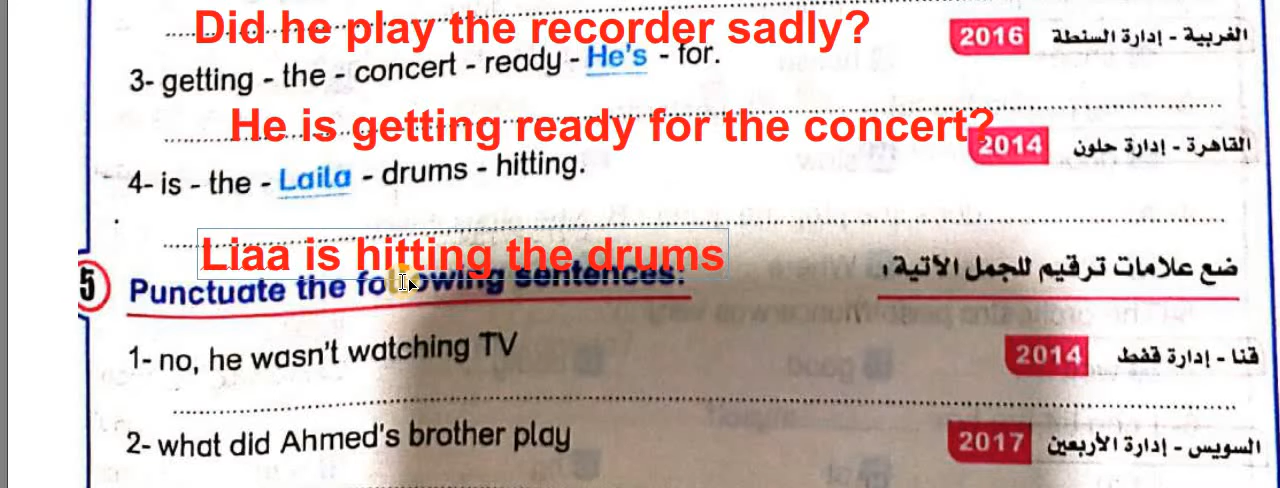 Did he play the recorder sadly?
2016 الغربية - إدارة السنطة
3- getting - the - concert - ready - He's - for.
He is getting ready for the concert?
2014 القاهرة - إدارة حلون
4- is - the - Laila - drums - hitting.
Liaa is hitting the drums
5 Punctuate the following sentences: ضع علامات ترقيم للجمل الآتية:
1- no, he wasn't watching TV
2014 قنا - إدارة قفط
2- what did Ahmed's brother play
2017 السويس - إدارة الأربعين